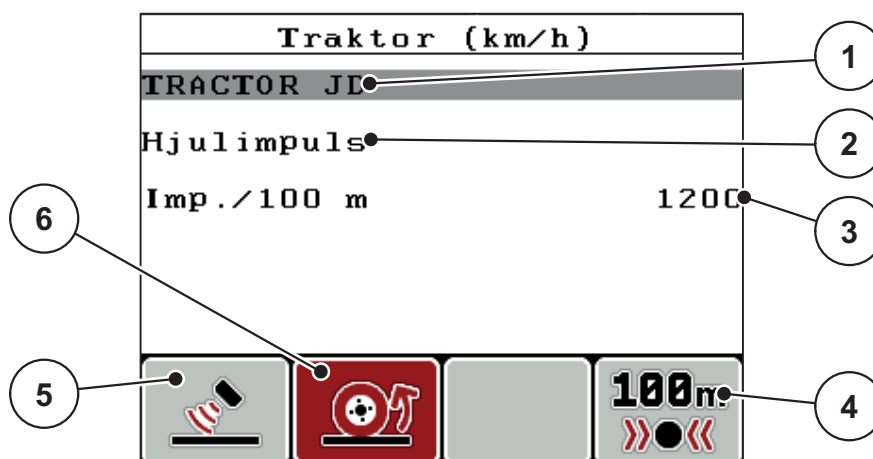 Traktor (km/h)
1
TRACTOR JD
2
Hjulimpuls
Imp./100 m 1200
3
6
5
100m
4